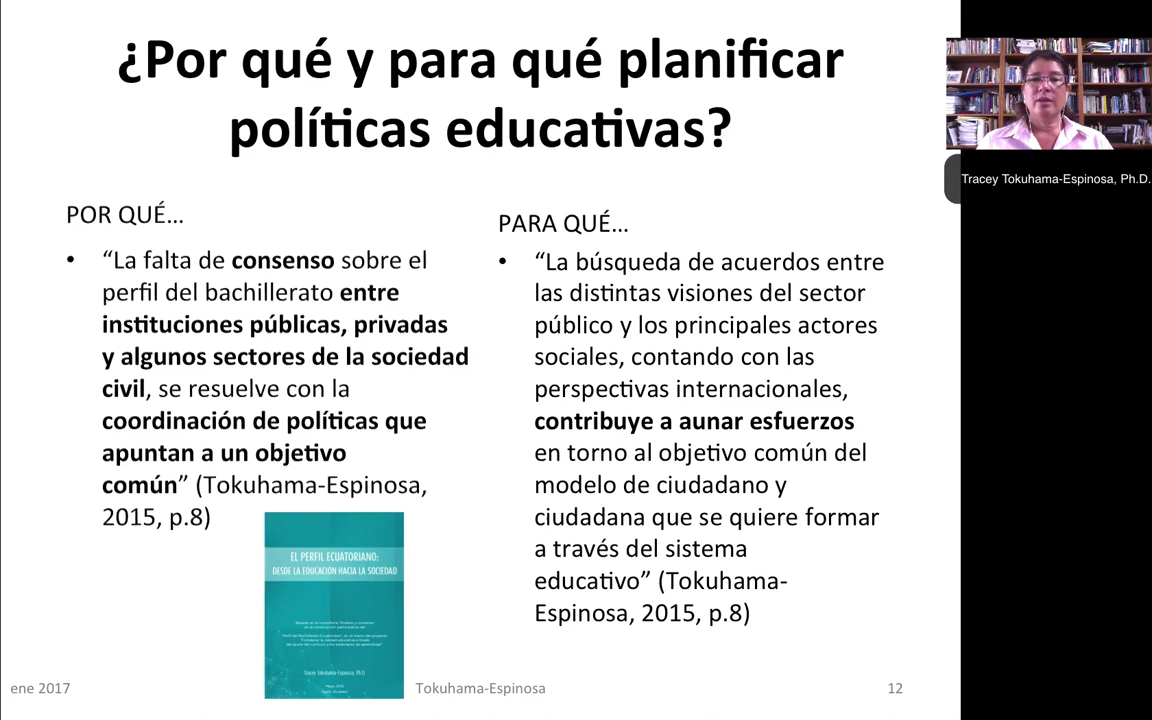 ¿Por qué y para qué planificar
políticas educativas?
POR QUÉ...
• “La falta de consenso sobre el
perfil del bachillerato entre
instituciones públicas, privadas
y algunos sectores de la sociedad
civil, se resuelve con la
coordinación de políticas que
apuntan a un objetivo
común” (Tokuhama-Espinosa,
2015, p.8)
PARA QUÉ...
• “La búsqueda de acuerdos entre
las distintas visiones del sector
público y los principales actores
sociales, contando con las
perspectivas internacionales,
contribuye a aunar esfuerzos
en torno al objetivo común del
modelo de ciudadano y
ciudadana que se quiere formar
a través del sistema
educativo” (Tokuhama-
Espinosa, 2015, p.8)
EL PERFIL ECUATORIANO:
DESDE LA EDUCACIÓN HACIA LA SOCIEDAD
Tracey Tokuhama-Espinosa, Ph.D.
ene 2017
Tokuhama-Espinosa
12
Tracey Tokuhama-Espinosa, Ph.D.